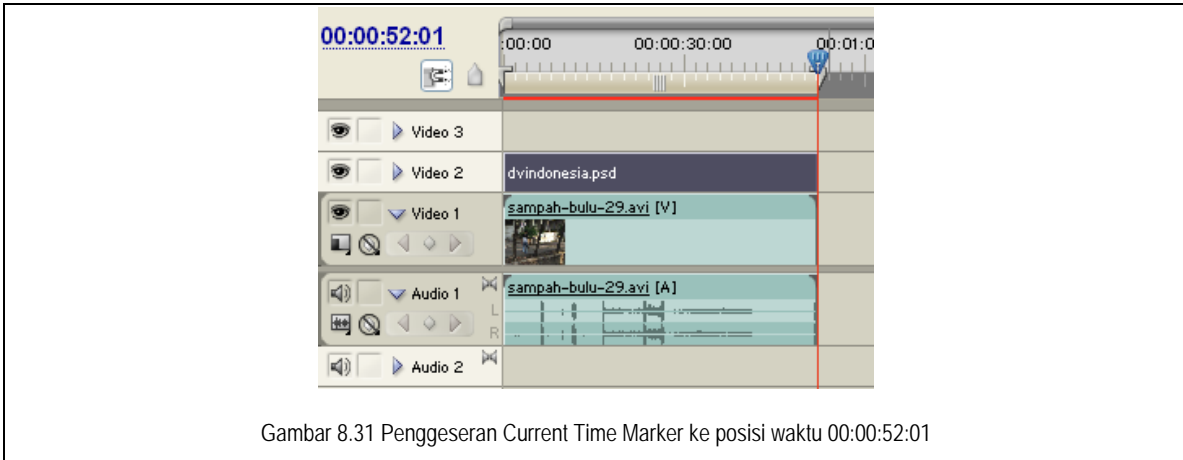 00:00:52:01
:00:00 00:00:30:00 00:01:0
Video 3
Video 2 dvindonesia.psd
Video 1 sampah-bulu-29.avi [V]
Audio 1 sampah-bulu-29.avi [A]
L
R
Audio 2
Gambar 8.31 Penggeseran Current Time Marker ke posisi waktu 00:00:52:01